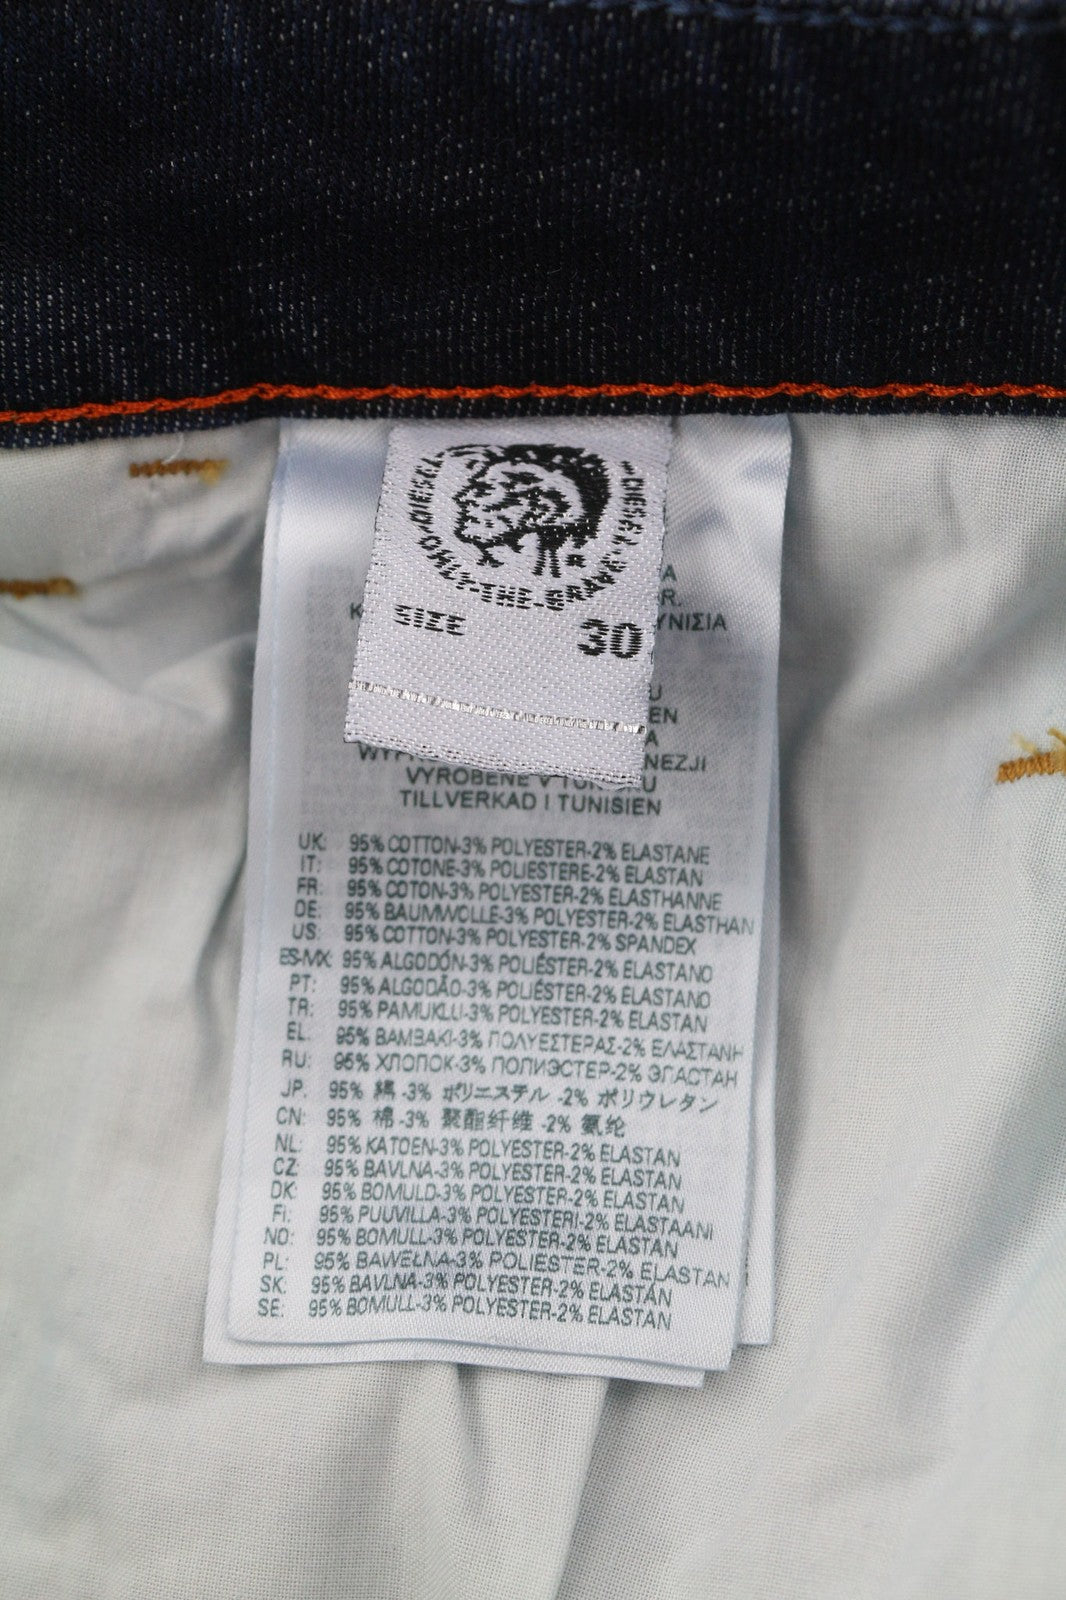 DIESEL
DIESEL
ONLY-THE-BRAVE
SIZE 30
ΥΝΙΣΙΑ
VYROBENE V
TILLVERKAD I TUNISIEN
UK: 95% COTTON-3% POLYESTER-2% ELASTANE
IT: 95% COTONE-3% POLIESTERE-2% ELASTAN
FR: 95% COTON-3% POLYESTER-2% ELASTHANNE
DE: 95% BAUMWOLLE-3% POLYESTER-2% ELASTHAN
US: 95% COTTON-3% POLYESTER-2% SPANDEX
ES-MX: 95% ALGODÓN-3% POLIÉSTER-2% ELASTANO
PT: 95% ALGODÃO-3% POLIÉSTER-2% ELASTANO
TR: 95% PAMUKLU-3% POLYESTER-2% ELASTAN
EL: 95% ΒΑΜΒΑΚΙ-3% ΠΟΛΥΕΣΤΕΡΑΣ-2% ΕΛΑΣΤΑΝΗ
RU: 95% ХЛОПОК-3% ПОЛИЭСТЕР-2% ЭЛАСТАН
JP: 95% 綿 -3% ポリエステル -2% ポリウレタン
CN: 95% 棉 -3% 聚酯纤维 -2% 氨纶
NL: 95% KATOEN-3% POLYESTER-2% ELASTAN
CZ: 95% BAVLNA-3% POLYESTER-2% ELASTAN
DK: 95% BOMULD-3% POLYESTER-2% ELASTAN
FI: 95% PUUVILLA-3% POLYESTERI-2% ELASTAANI
NO: 95% BOMULL-3% POLYESTER-2% ELASTAN
PL: 95% BAWEŁNA-3% POLIESTER-2% ELASTAN
SK: 95% BAVLNA-3% POLYESTER-2% ELASTAN
SE: 95% BOMULL-3% POLYESTER-2% ELASTAN